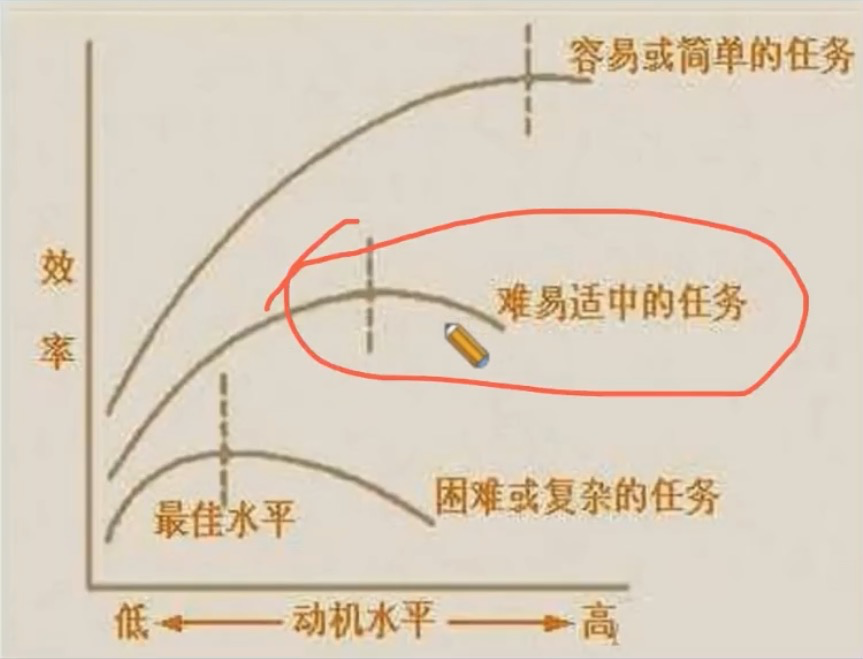 容易或简单的任务
效率
难易适中的任务
困难或复杂的任务
最佳水平
低 动机水平 高